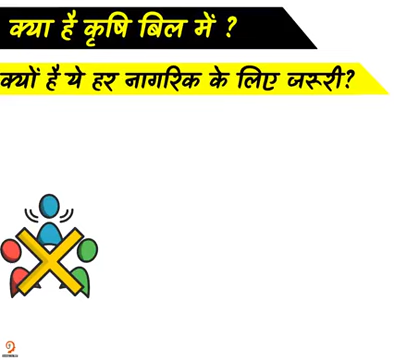 क्या है कृषि बिल में ?
क्यों है ये हर नागरिक के लिए जरूरी?